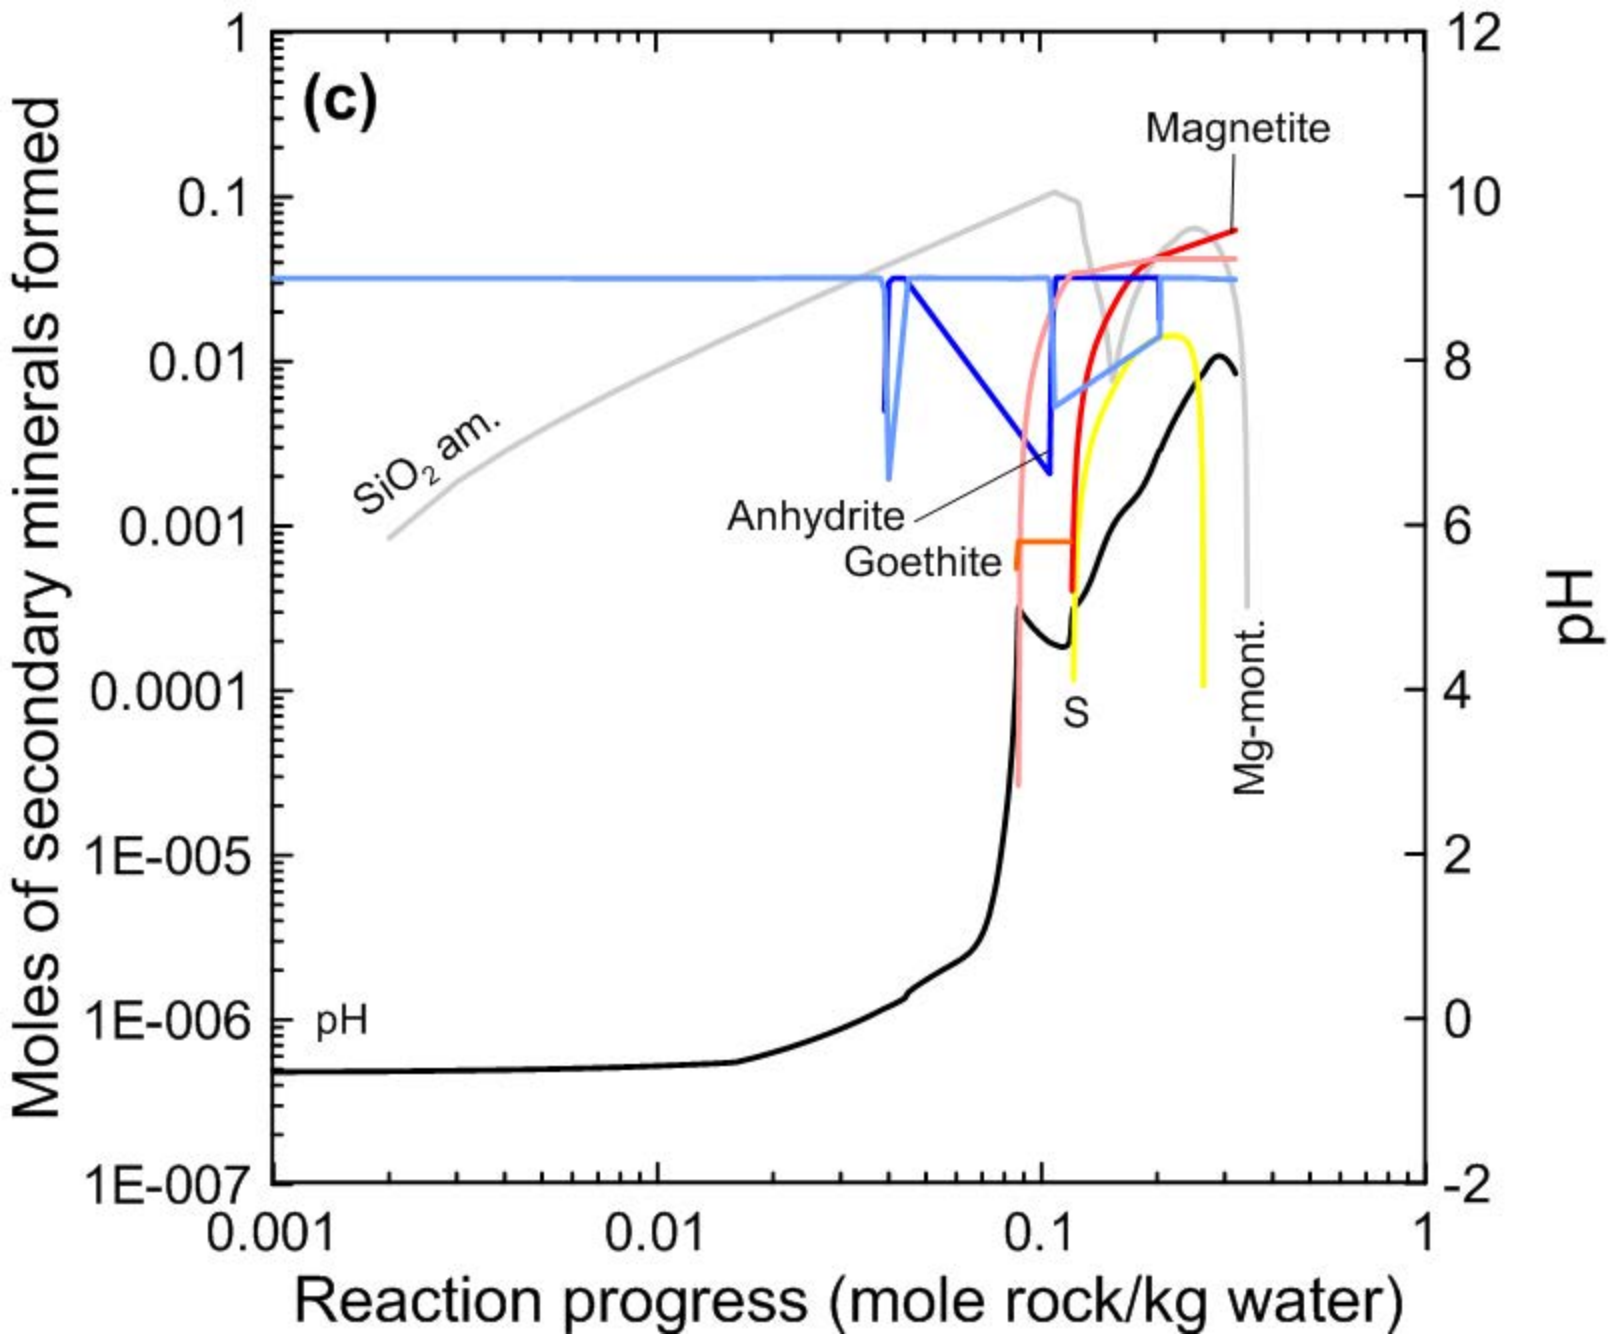 (c)
Moles of secondary minerals formed
1
0.1
0.01
0.001
0.0001
1E-005
1E-006
1E-007
12
10
8
6
4
2
0
-2
pH
Magnetite
SiO₂ am.
Anhydrite
Goethite
S
Mg-mont.
pH
0.001
0.01
0.1
1
Reaction progress (mole rock/kg water)